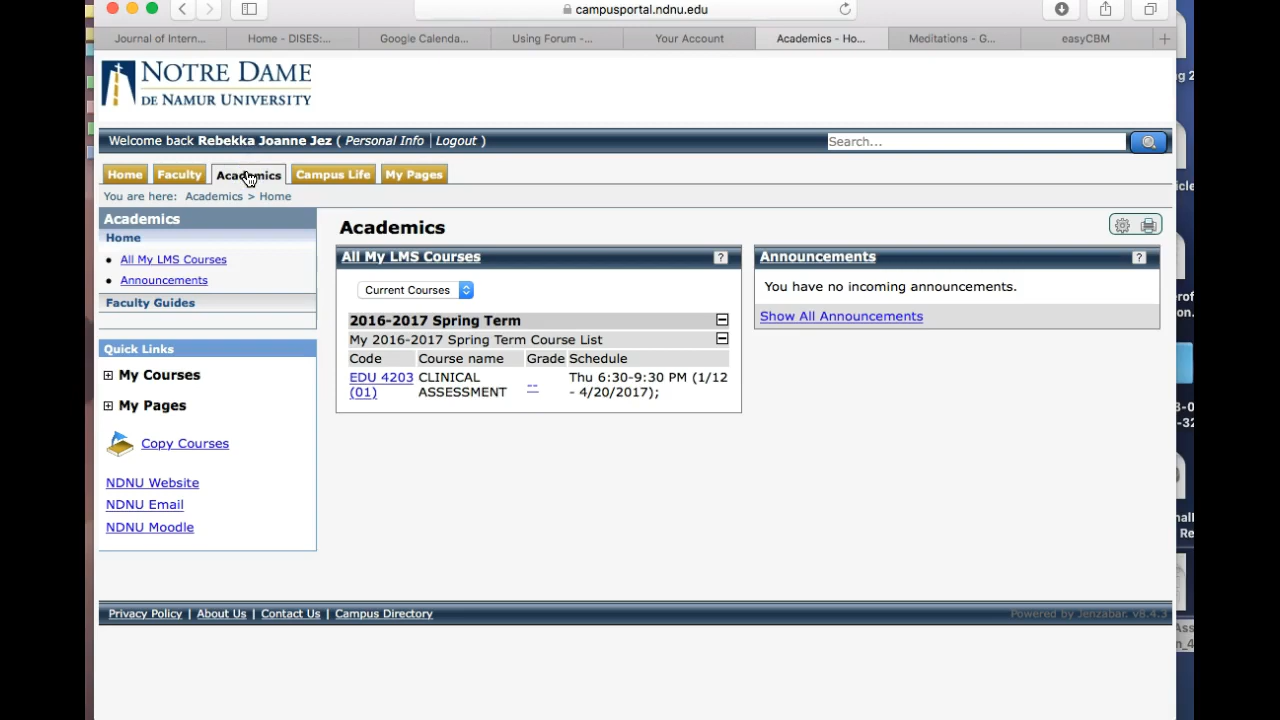 campusportal.ndnu.edu
Journal of Intern...
Home - DISES:...
Google Calenda...
Using Forum -...
Your Account
Academics - Ho...
Meditations - G...
easyCBM
NOTRE DAME
DE NAMUR UNIVERSITY
Welcome back Rebekka Joanne Jez ( Personal Info | Logout )
Search...
Home
Faculty
Academics
Campus Life
My Pages
You are here: Academics > Home
Academics
Home
All My LMS Courses
Announcements
Faculty Guides
Quick Links
My Courses
My Pages
Copy Courses
NDNU Website
NDNU Email
NDNU Moodle
Academics
All My LMS Courses
?
Current Courses
2016-2017 Spring Term
My 2016-2017 Spring Term Course List
Code Course name Grade Schedule
EDU 4203 CLINICAL -- Thu 6:30-9:30 PM (1/12
(01) ASSESSMENT - 4/20/2017);
Announcements
?
You have no incoming announcements.
Show All Announcements
Privacy Policy | About Us | Contact Us | Campus Directory
Powered by Jenzabar. v8.4.3